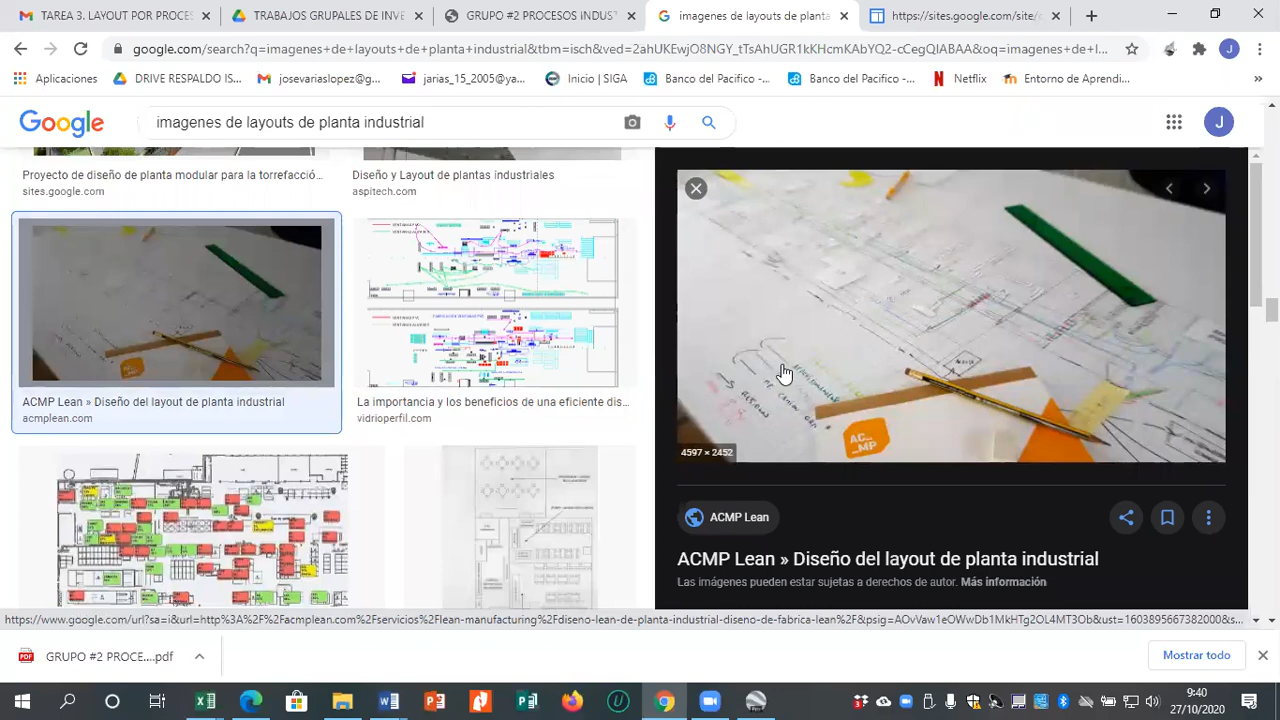 TAREA 3. LAYOUT POR PROCES
TRABAJOS GRUPALES DE INVE
GRUPO #2 PROCESOS INDUST
imagenes de layouts de planta
https://sites.google.com/site/c
google.com/search?q=imagenes+de+layouts+de+planta+industrial&tbm=isch&ved=2ahUKEwjO8NGY_tTsAhUGR1kKHcmKAbYQ2-cCegQIABAA&oq=imagenes+de+l...
Aplicaciones
DRIVE RESPALDO IS...
josevariaslopez@g...
jarias_15_2005@ya...
Inicio | SIGA
Banco del Pacifico -...
Banco del Pacifico -...
Netflix
Entorno de Aprendi...
J
Google
imagenes de layouts de planta industrial
J
Proyecto de diseño de planta modular para la torrefacció...
sites.google.com
Diseño y Layout de plantas industriales
aspitech.com
ACMP Lean » Diseño del layout de planta industrial
acmplean.com
La importancia y los beneficios de una eficiente dis...
vidrioperfil.com
AC_
_MP
4597 × 2452
ACMP Lean
ACMP Lean » Diseño del layout de planta industrial
Las imágenes pueden estar sujetas a derechos de autor. Más información
https://www.google.com/url?sa=i&url=http%3A%2F%2Facmplean.com%2Fservicios%2Flean-manufacturing%2Fdiseno-lean-de-planta-industrial-diseno-de-fabrica-lean%2F&psig=AOvVaw1eOWwDb1MkHTg2OL4MT3Ob&ust=1603895667382000&s...
GRUPO #2 PROCE....pdf
Mostrar todo
9:40
27/10/2020